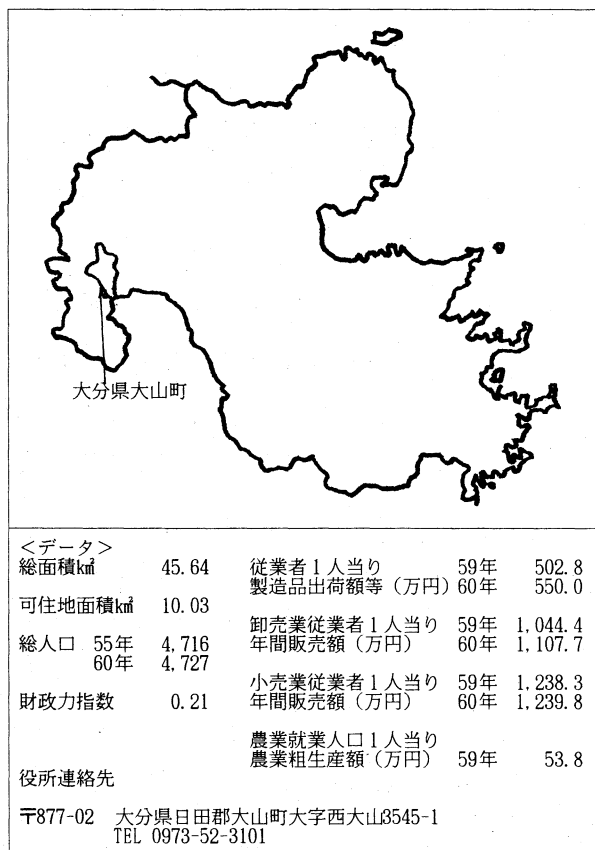 大分県大山町
<データ>
総面積km² 45.64
可住地面積km² 10.03
総人口 55年 4,716
60年 4,727
財政力指数 0.21
従業者1人当り 59年 502.8
製造品出荷額等(万円) 60年 550.0
卸売業従業者1人当り 59年 1,044.4
年間販売額(万円) 60年 1,107.7
小売業従業者1人当り 59年 1,238.3
年間販売額(万円) 60年 1,239.8
農業就業人口1人当り
農業粗生産額(万円) 59年 53.8
役所連絡先
〒877-02 大分県日田郡大山町大字西大山3545-1
TEL 0973-52-3101